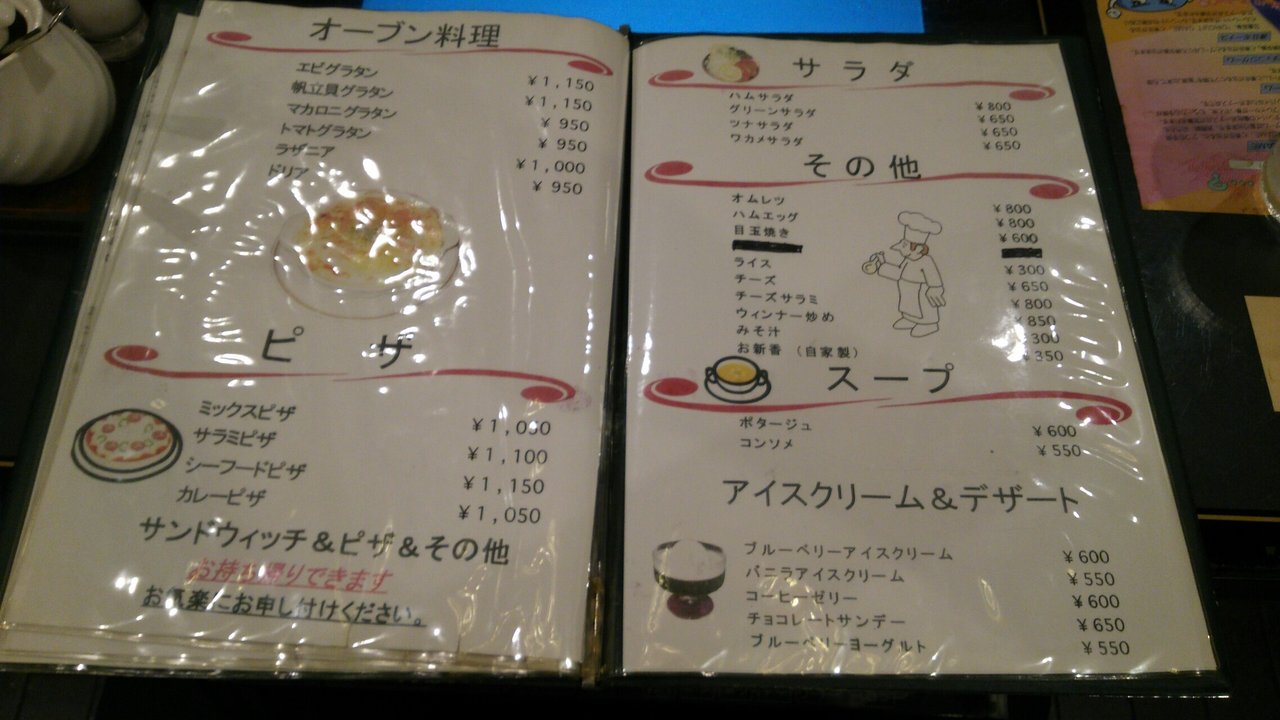 オーブン料理
エビグラタン ¥1,150
帆立貝グラタン ¥1,150
マカロニグラタン ¥ 950
トマトグラタン ¥ 950
ラザニア ¥1,000
ドリア ¥ 950
ピザ
ミックスピザ ¥1,050
サラミピザ ¥1,100
シーフードピザ ¥1,150
カレーピザ ¥1,050
サンドウィッチ&ピザ&その他
お持ち帰りできます
お気楽にお申し付けください。
サラダ
ハムサラダ ¥800
グリーンサラダ ¥650
ツナサラダ ¥650
ワカメサラダ ¥650
その他
オムレツ ¥800
ハムエッグ ¥800
目玉焼き ¥600
ライス ¥300
チーズ ¥650
チーズサラミ ¥800
ウィンナー炒め ¥850
みそ汁 ¥300
お新香 (自家製) ¥350
スープ
ポタージュ ¥600
コンソメ ¥550
アイスクリーム&デザート
ブルーベリーアイスクリーム ¥600
バニラアイスクリーム ¥550
コーヒーゼリー ¥600
チョコレートサンデー ¥650
ブルーベリーヨーグルト ¥550